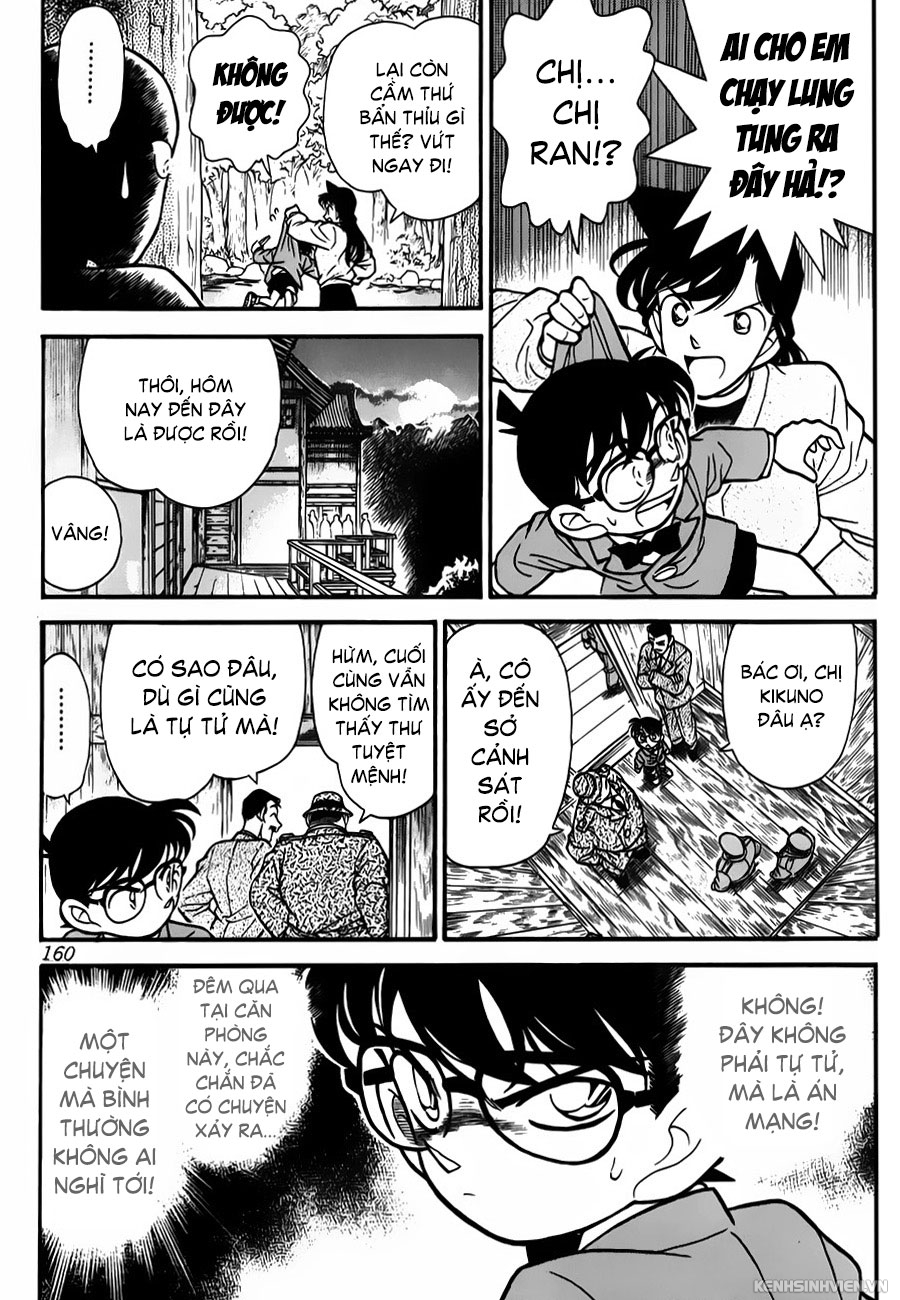 AI CHO EM
CHẠY LUNG
TUNG RA
ĐÂY HẢ!?
CHỊ...
CHỊ
RAN!?
LẠI CÒN
CẦM THỨ
BẨN THỈU GÌ
THẾ? VỨT
NGAY ĐI!
KHÔNG
ĐƯỢC!
........
THÔI, HÔM
NAY ĐẾN ĐÂY
LÀ ĐƯỢC RỒI!
VÂNG!
BÁC ƠI, CHỊ
KIKUNO
ĐÂU Ạ?
À, CÔ
ẤY ĐẾN
SỞ
CẢNH
SÁT
RỒI!
HỪM, CUỐI
CÙNG VẪN
KHÔNG TÌM
THẤY THƯ
TUYỆT
MỆNH!
CÓ SAO ĐÂU,
DÙ GÌ CŨNG
LÀ TỰ TỬ MÀ!
........
160
KHÔNG!
ĐÂY KHÔNG
PHẢI TỰ TỬ,
MÀ LÀ ÁN
MẠNG!
ĐÊM QUA
TẠI CĂN
PHÒNG
NÀY, CHẮC
CHẮN ĐÃ
CÓ CHUYỆN
XẢY RA...
MỘT
CHUYỆN
MÀ BÌNH
THƯỜNG
KHÔNG AI
NGHĨ TỚI!
KENHSINHVIEN.VN